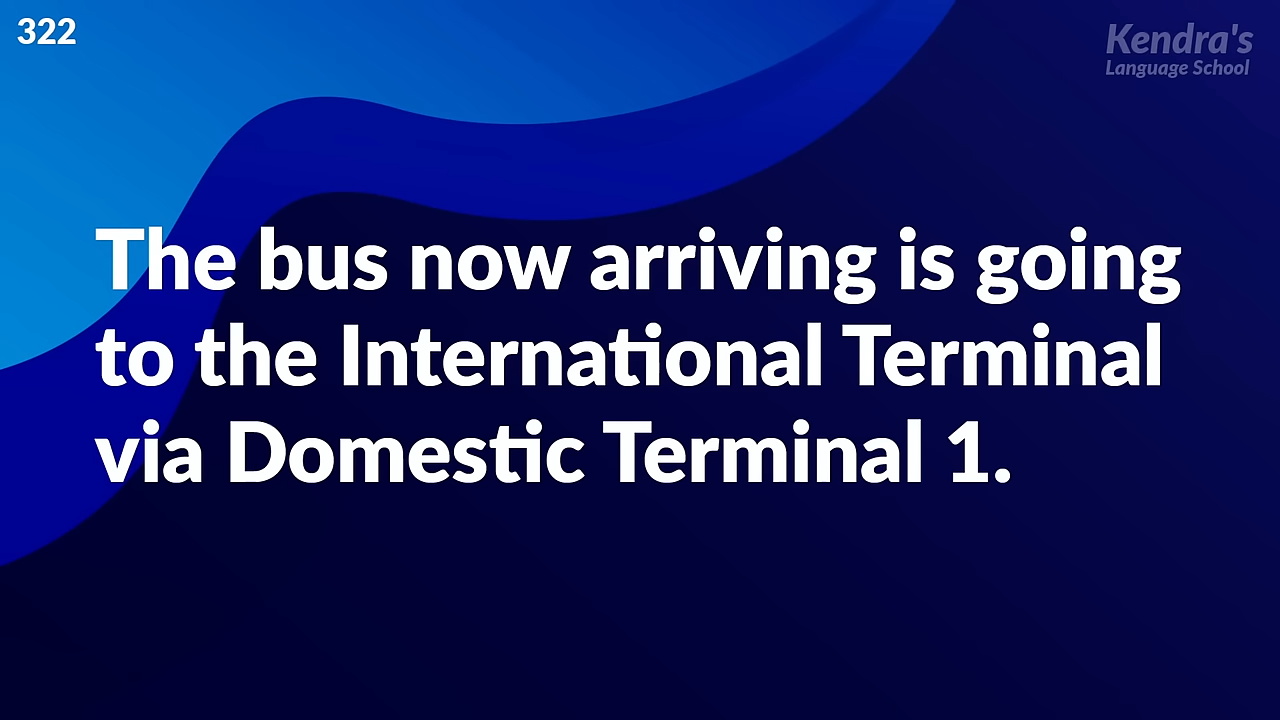 322
Kendra's
Language School
The bus now arriving is going
to the International Terminal
via Domestic Terminal 1.